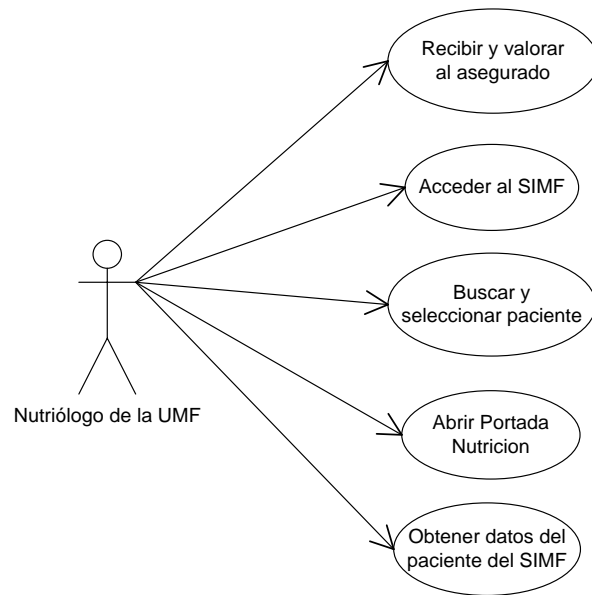 Recibir y valorar
al asegurado
Acceder al SIMF
Buscar y
seleccionar paciente
Nutriólogo de la UMF
Abrir Portada
Nutricion
Obtener datos del
paciente del SIMF